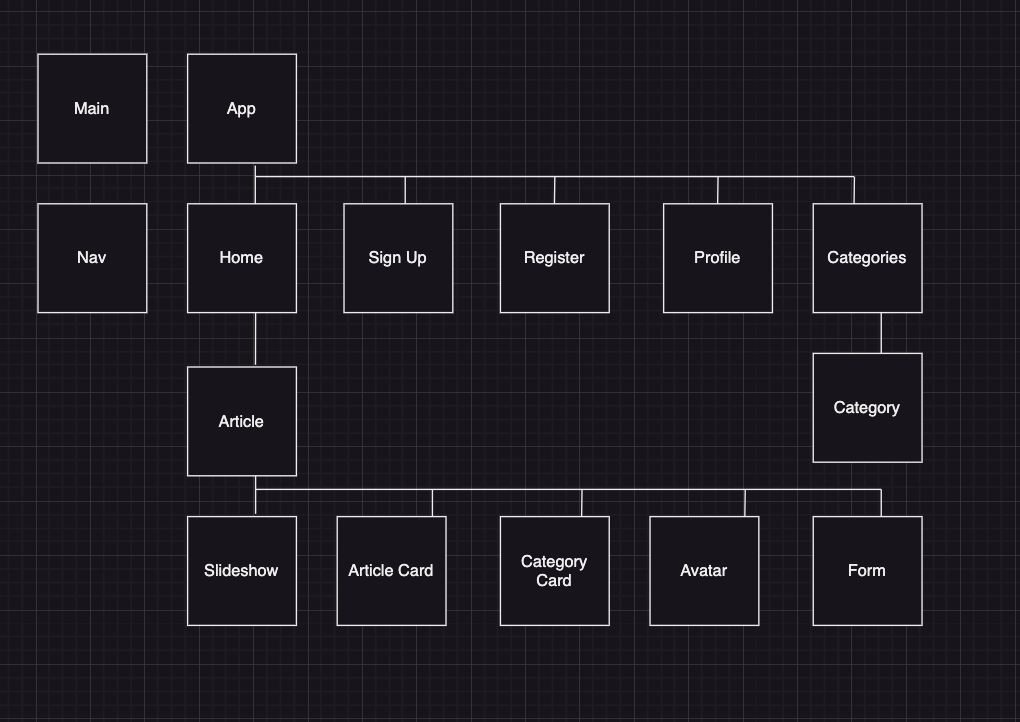 Main
App
Nav
Home
Sign Up
Register
Profile
Categories
Article
Category
Slideshow
Article Card
Category
Card
Avatar
Form